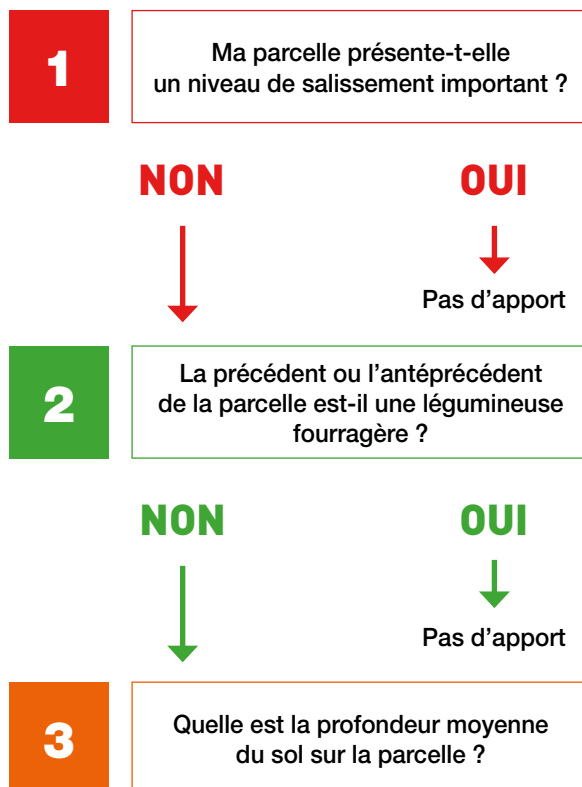 1
Ma parcelle présente-t-elle
un niveau de salissement important ?
NON OUI
Pas d’apport
2
La précédent ou l’antéprécédent
de la parcelle est-il une légumineuse
fourragère ?
NON OUI
Pas d’apport
3
Quelle est la profondeur moyenne
du sol sur la parcelle ?